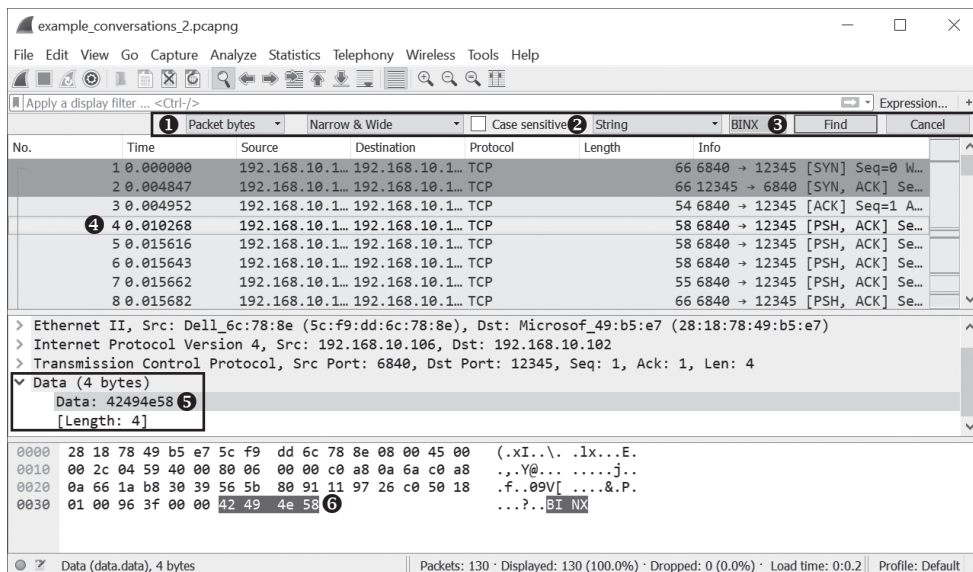 example_conversations_2.pcapng
File Edit View Go Capture Analyze Statistics Telephony Wireless Tools Help
Apply a display filter ... <Ctrl-/> Expression... +
❶ Packet bytes Narrow & Wide Case sensitive ❷ String BINX ❸ Find Cancel
No. Time Source Destination Protocol Length Info
1 0.000000 192.168.10.1… 192.168.10.1… TCP 66 6840 → 12345 [SYN] Seq=0 W…
2 0.004847 192.168.10.1… 192.168.10.1… TCP 66 12345 → 6840 [SYN, ACK] Se…
3 0.004952 192.168.10.1… 192.168.10.1… TCP 54 6840 → 12345 [ACK] Seq=1 A…
❹ 4 0.010268 192.168.10.1… 192.168.10.1… TCP 58 6840 → 12345 [PSH, ACK] Se…
5 0.015616 192.168.10.1… 192.168.10.1… TCP 58 6840 → 12345 [PSH, ACK] Se…
6 0.015643 192.168.10.1… 192.168.10.1… TCP 58 6840 → 12345 [PSH, ACK] Se…
7 0.015662 192.168.10.1… 192.168.10.1… TCP 55 6840 → 12345 [PSH, ACK] Se…
8 0.015682 192.168.10.1… 192.168.10.1… TCP 66 6840 → 12345 [PSH, ACK] Se…
> Ethernet II, Src: Dell_6c:78:8e (5c:f9:dd:6c:78:8e), Dst: Microsof_49:b5:e7 (28:18:78:49:b5:e7)
> Internet Protocol Version 4, Src: 192.168.10.106, Dst: 192.168.10.102
> Transmission Control Protocol, Src Port: 6840, Dst Port: 12345, Seq: 1, Ack: 1, Len: 4
Data (4 bytes)
Data: 42494e58 ❺
[Length: 4]
0000 28 18 78 49 b5 e7 5c f9 dd 6c 78 8e 08 00 45 00 (.xI..\. .lx...E.
0010 00 2c 04 59 40 00 80 06 00 00 c0 a8 0a 6a c0 a8 .,.Y@... .....j..
0020 0a 66 1a b8 30 39 56 5b 80 91 11 97 26 c0 50 18 .f..09V[ ....&.P.
0030 01 00 96 3f 00 00 42 49 4e 58 ❻ ...?..BI NX
Data (data.data), 4 bytes Packets: 130 · Displayed: 130 (100.0%) · Dropped: 0 (0.0%) · Load time: 0:0.2 Profile: Default